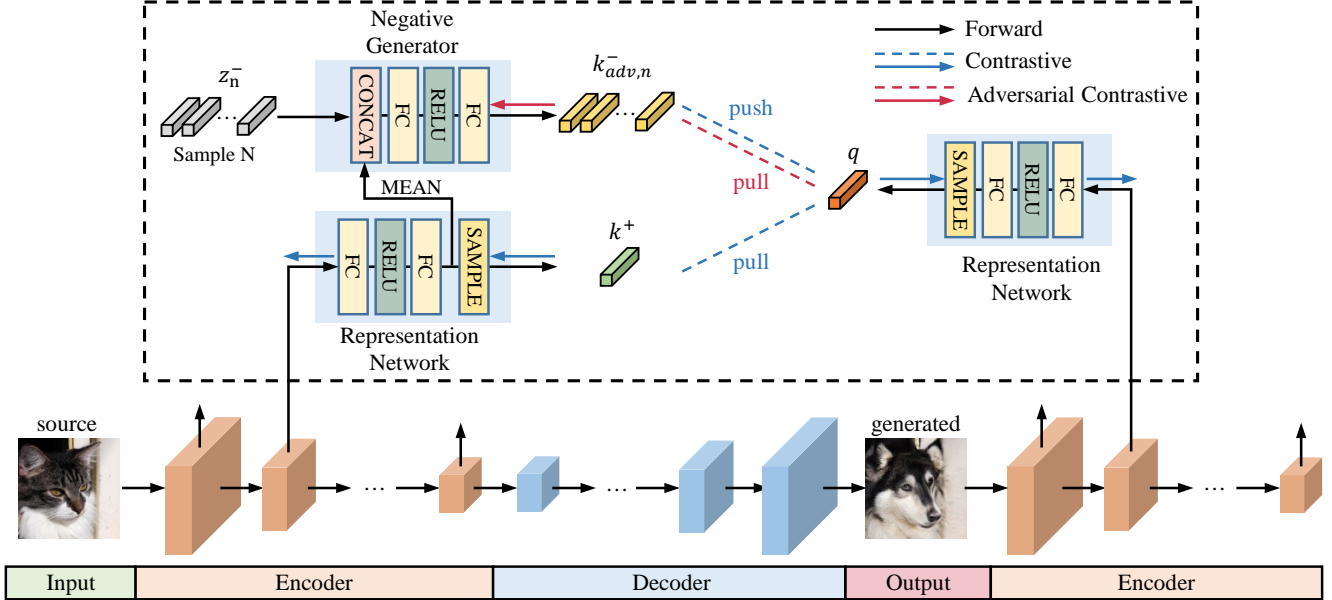 Negative
Generator
z_n^-
Sample N
CONCAT
FC
RELU
FC
k_{adv,n}^-
Forward
Contrastive
Adversarial Contrastive
push
pull
pull
q
SAMPLE
FC
RELU
FC
Representation
Network
MEAN
FC
RELU
FC
SAMPLE
k^+
Representation
Network
source
...
...
generated
...
Input
Encoder
Decoder
Output
Encoder